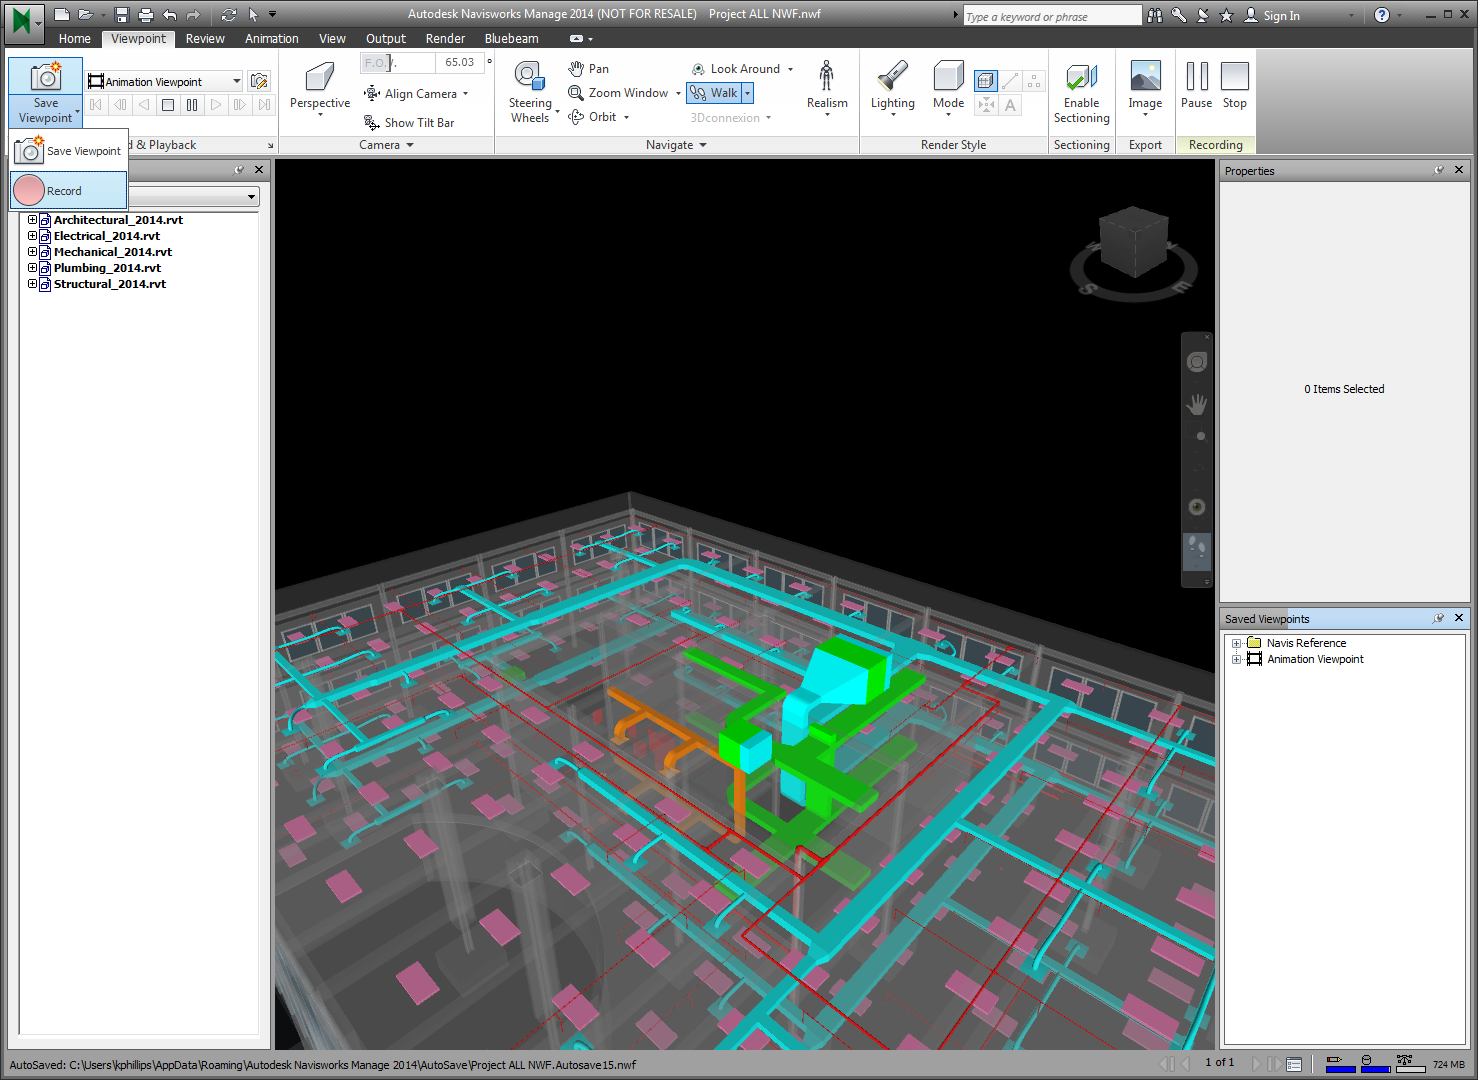 Autodesk Navisworks Manage 2014 (NOT FOR RESALE) Project ALL NWF.nwf
Type a keyword or phrase
Sign In
Home Viewpoint Review Animation View Output Render Bluebeam
Save Viewpoint
Animation Viewpoint
Perspective
F.O.V.
65.03 °
Align Camera
Show Tilt Bar
Steering Wheels
Pan
Zoom Window
Orbit
Look Around
Walk
3Dconnexion
Realism
Lighting
Mode
A
Enable Sectioning
Image
Pause
Stop
d & Playback
Camera
Navigate
Render Style
Sectioning
Export
Recording
Save Viewpoint
Record
Architectural_2014.rvt
Electrical_2014.rvt
Mechanical_2014.rvt
Plumbing_2014.rvt
Structural_2014.rvt
S
E
Properties
0 Items Selected
Saved Viewpoints
Navis Reference
Animation Viewpoint
AutoSaved: C:\Users\kphillips\AppData\Roaming\Autodesk Navisworks Manage 2014\AutoSave\Project ALL NWF.Autosave15.nwf
1 of 1
724 MB